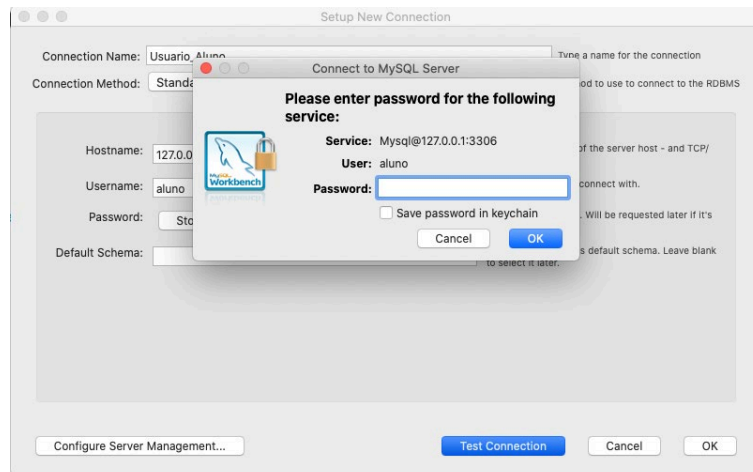 Setup New Connection
Connection Name: Usuario_Aluno Type a name for the connection
Connection Method: Standa to use to connect to the RDBMS
Connect to MySQL Server
Please enter password for the following
service:
Service: Mysql@127.0.0.1:3306
User: aluno
Password:
Save password in keychain
Cancel OK
MySQL
Workbench
Hostname: 127.0.0 of the server host - and TCP/
Username: aluno connect with.
Password: Sto . Will be requested later if it's
Default Schema: s default schema. Leave blank
to select it later.
Configure Server Management... Test Connection Cancel OK